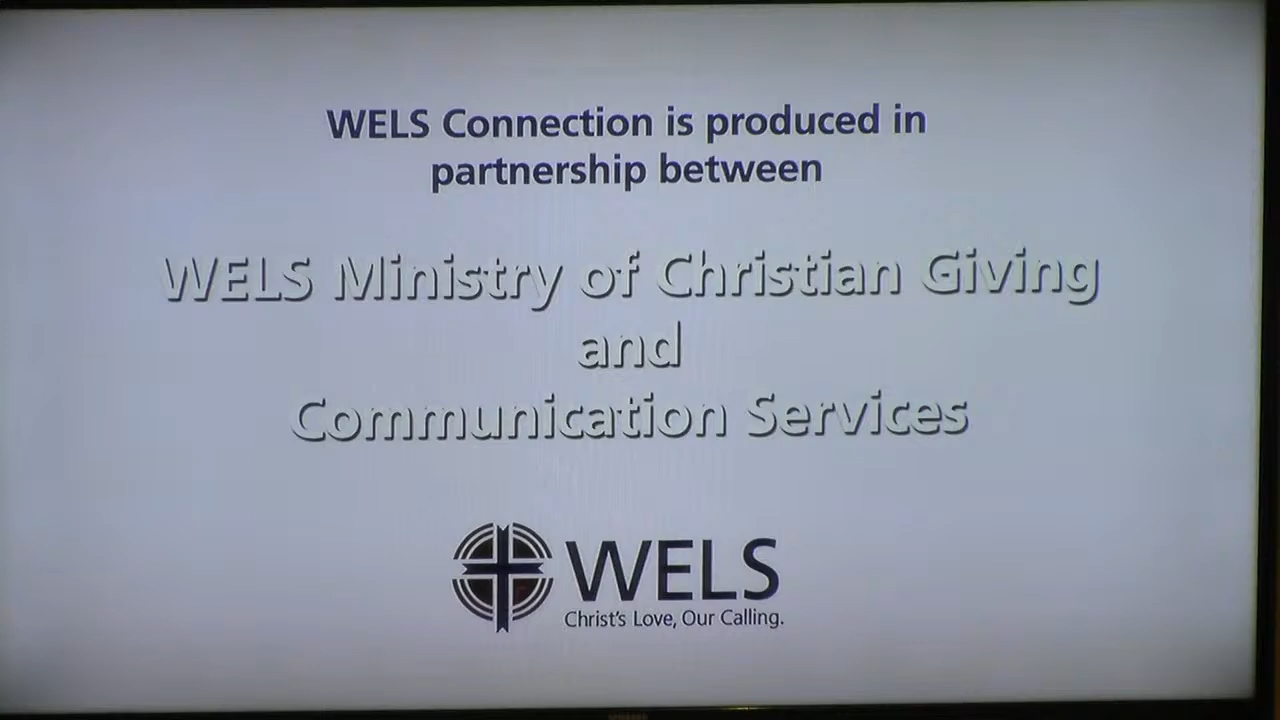 WELS Connection is produced in
partnership between
WELS Ministry of Christian Giving
and
Communication Services
WELS
Christ's Love, Our Calling.